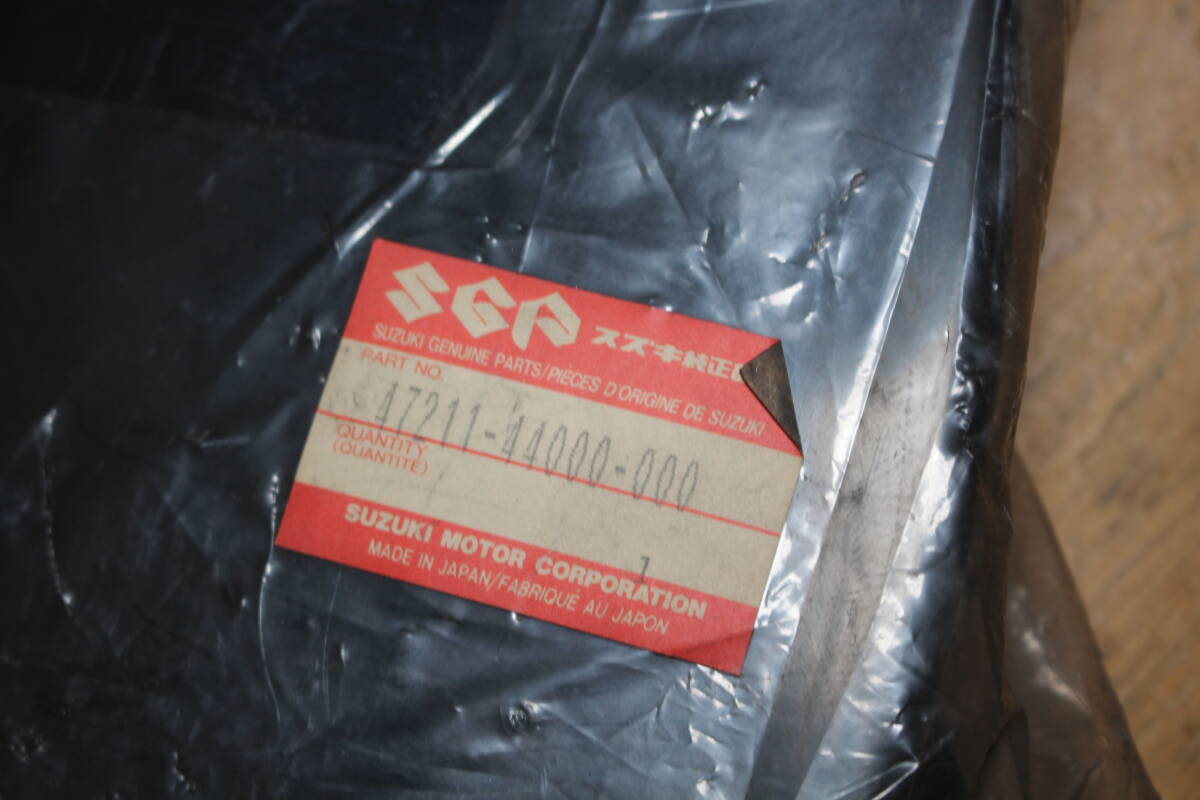 SGP スズキ純正
SUZUKI GENUINE PARTS/PIÈCES D'ORIGINE DE SUZUKI
PART NO.
47211-44000-000
QUANTITY
(QUANTITÉ)
1
SUZUKI MOTOR CORPORATION
MADE IN JAPAN/FABRIQUÉ AU JAPON